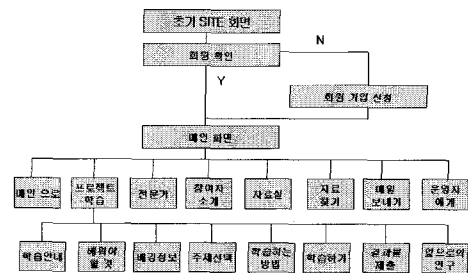 초기 SITE 화면
회원 확인
N
Y
회원 가입 신청
메인 화면
메인 으로
프로젝트
학습
전문가
참여자
소개
자료실
자료
찾기
메일
보내기
운영자
에게
학습안내
배워야
할 것
배경정보
주제선택
학습하는
방법
학습하기
결과물
제출
앞으로의
연구